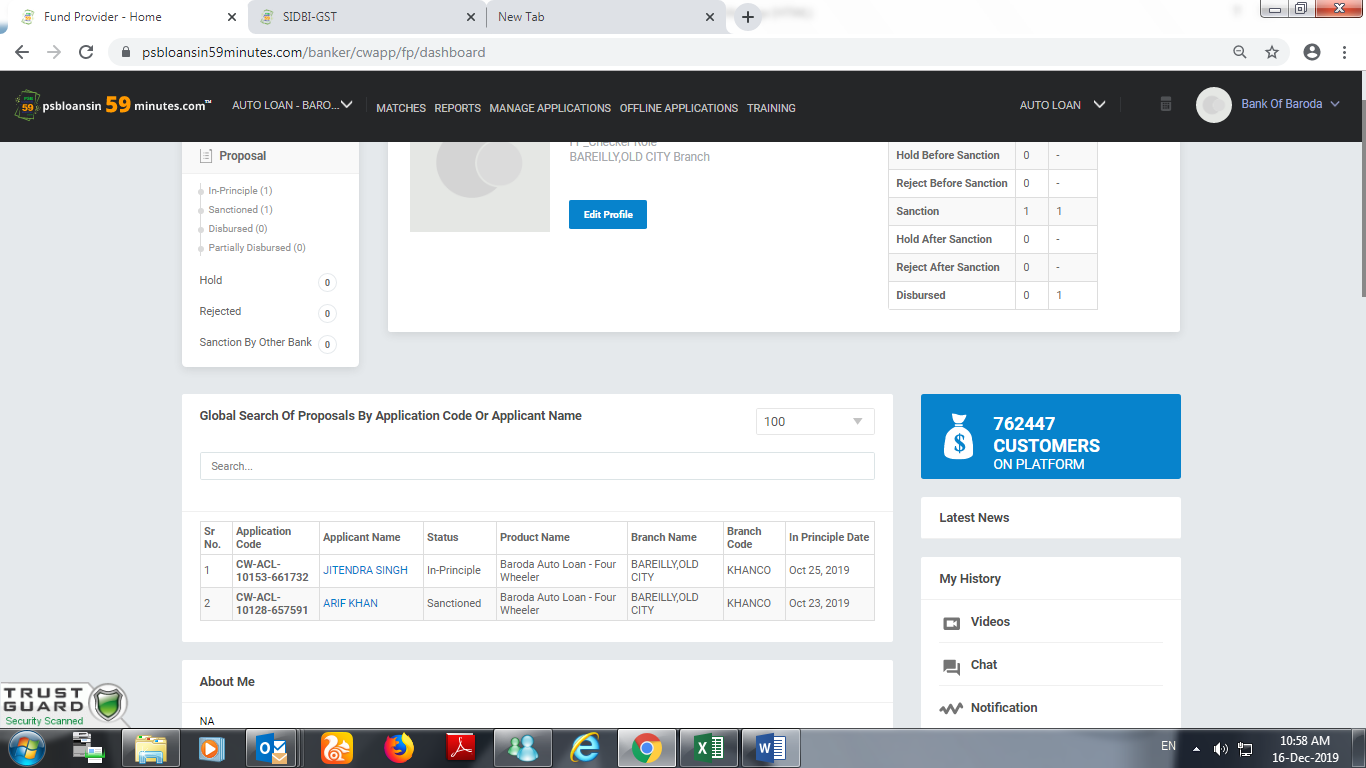 Fund Provider - Home
SIDBI-GST
New Tab
psbloansin59minutes.com/banker/cwapp/fp/dashboard
psbloansin 59 minutes.com™
AUTO LOAN - BARO...
MATCHES REPORTS MANAGE APPLICATIONS OFFLINE APPLICATIONS TRAINING
AUTO LOAN
Bank Of Baroda
Proposal
In-Principle (1)
Sanctioned (1)
Disbursed (0)
Partially Disbursed (0)
Hold 0
Rejected 0
Sanction By Other Bank 0
BAREILLY,OLD CITY Branch
Edit Profile
Hold Before Sanction 0 -
Reject Before Sanction 0 -
Sanction 1 1
Hold After Sanction 0 -
Reject After Sanction 0 -
Disbursed 0 1
Global Search Of Proposals By Application Code Or Applicant Name
100
Search...
Sr No. Application Code Applicant Name Status Product Name Branch Name Branch Code In Principle Date
1 CW-ACL-10153-661732 JITENDRA SINGH In-Principle Baroda Auto Loan - Four Wheeler BAREILLY,OLD CITY KHANCO Oct 25, 2019
2 CW-ACL-10128-657591 ARIF KHAN Sanctioned Baroda Auto Loan - Four Wheeler BAREILLY,OLD CITY KHANCO Oct 23, 2019
762447
CUSTOMERS
ON PLATFORM
Latest News
My History
Videos
Chat
Notification
About Me
NA
TRUST
GUARD
Security Scanned
EN
10:58 AM
16-Dec-2019